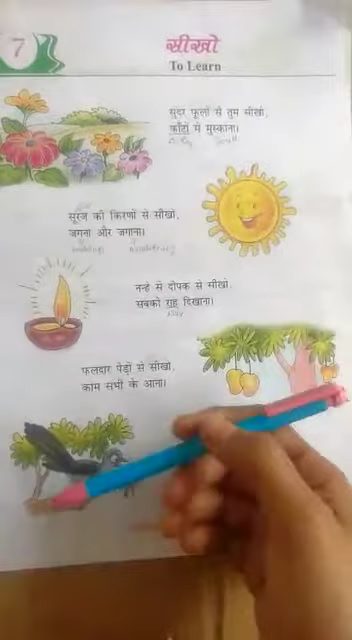 7
सीखो
To Learn
सुंदर फूलों से तुम सीखो,
काँटों में मुस्काना।
सूरज की किरणों से सीखो,
जगना और जगाना।
नन्हे से दीपक से सीखो,
सबको राह दिखाना।
फलदार पेड़ों से सीखो,
काम सभी के आना।